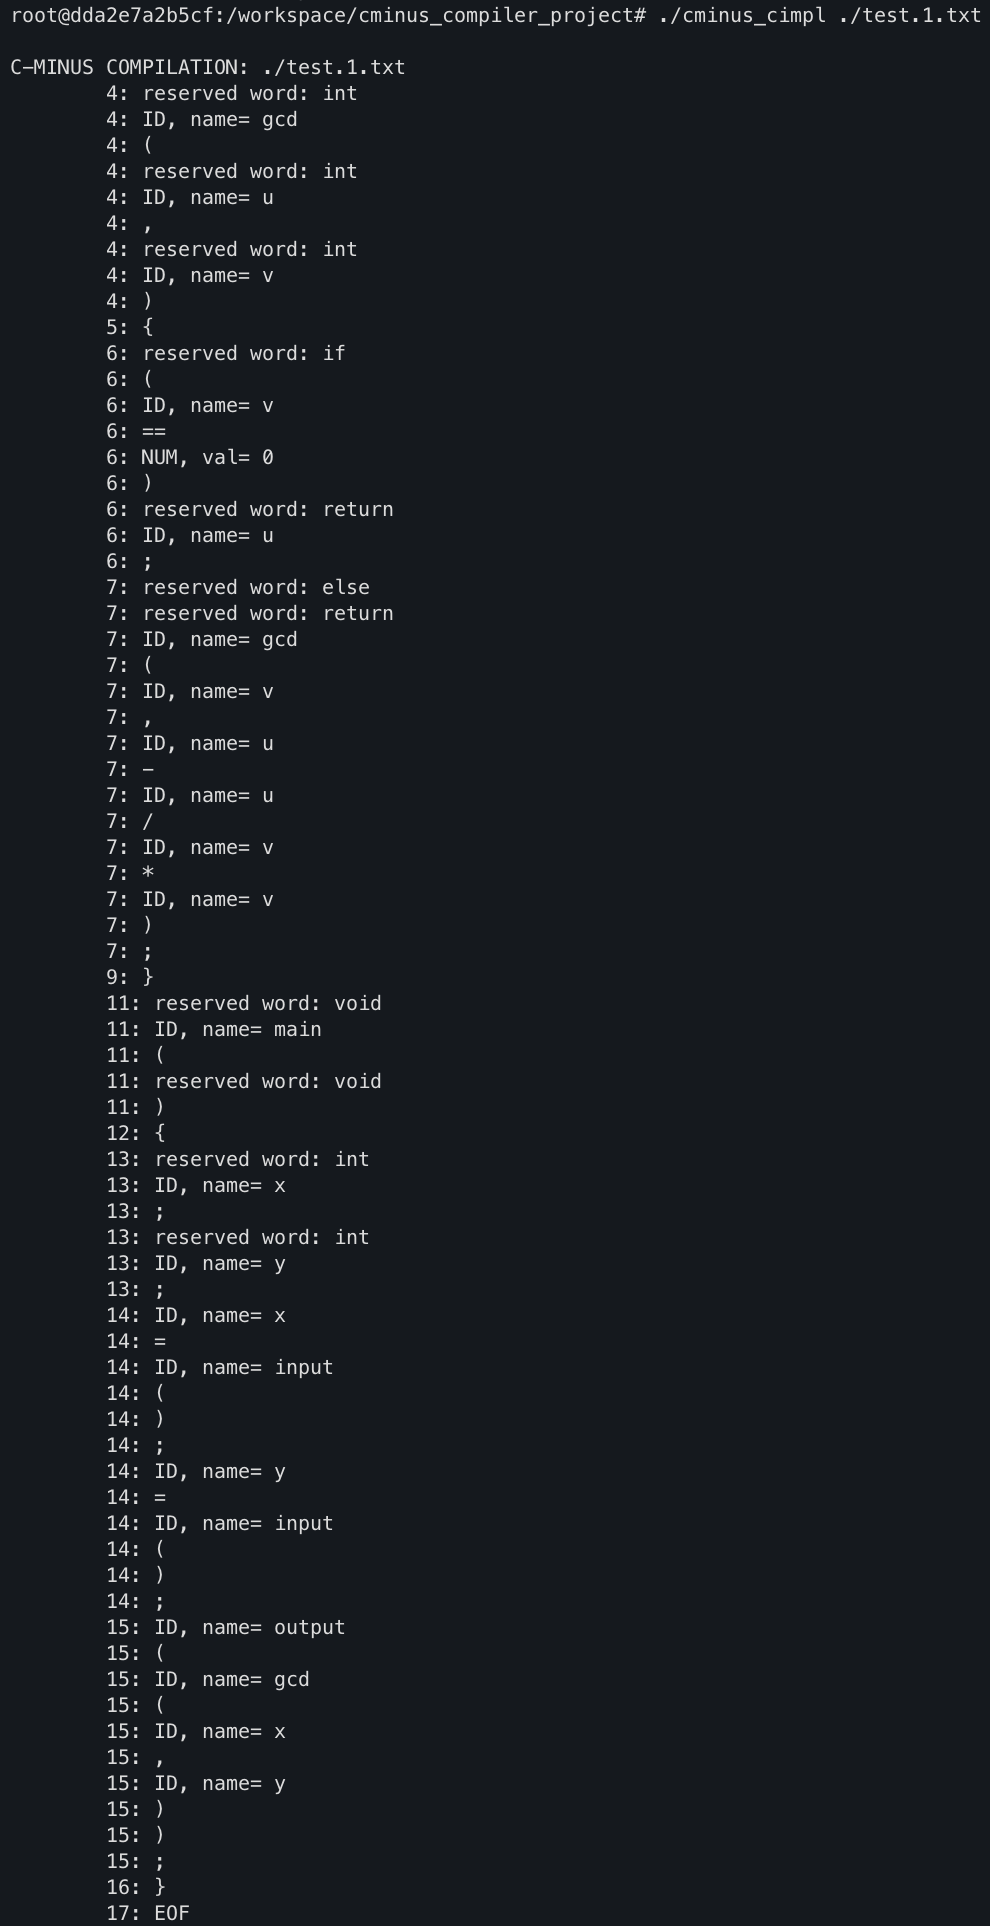 root@dda2e7a2b5cf:/workspace/cminus_compiler_project# ./cminus_cimpl ./test.1.txt
C-MINUS COMPILATION: ./test.1.txt
4: reserved word: int
4: ID, name= gcd
4: (
4: reserved word: int
4: ID, name= u
4: ,
4: reserved word: int
4: ID, name= v
4: )
5: {
6: reserved word: if
6: (
6: ID, name= v
6: ==
6: NUM, val= 0
6: )
6: reserved word: return
6: ID, name= u
6: ;
7: reserved word: else
7: reserved word: return
7: ID, name= gcd
7: (
7: ID, name= v
7: ,
7: ID, name= u
7: -
7: ID, name= u
7: /
7: ID, name= v
7: *
7: ID, name= v
7: )
7: ;
9: }
11: reserved word: void
11: ID, name= main
11: (
11: reserved word: void
11: )
12: {
13: reserved word: int
13: ID, name= x
13: ;
13: reserved word: int
13: ID, name= y
13: ;
14: ID, name= x
14: =
14: ID, name= input
14: (
14: )
14: ;
14: ID, name= y
14: =
14: ID, name= input
14: (
14: )
14: ;
15: ID, name= output
15: (
15: ID, name= gcd
15: (
15: ID, name= x
15: ,
15: ID, name= y
15: )
15: )
15: ;
16: }
17: EOF